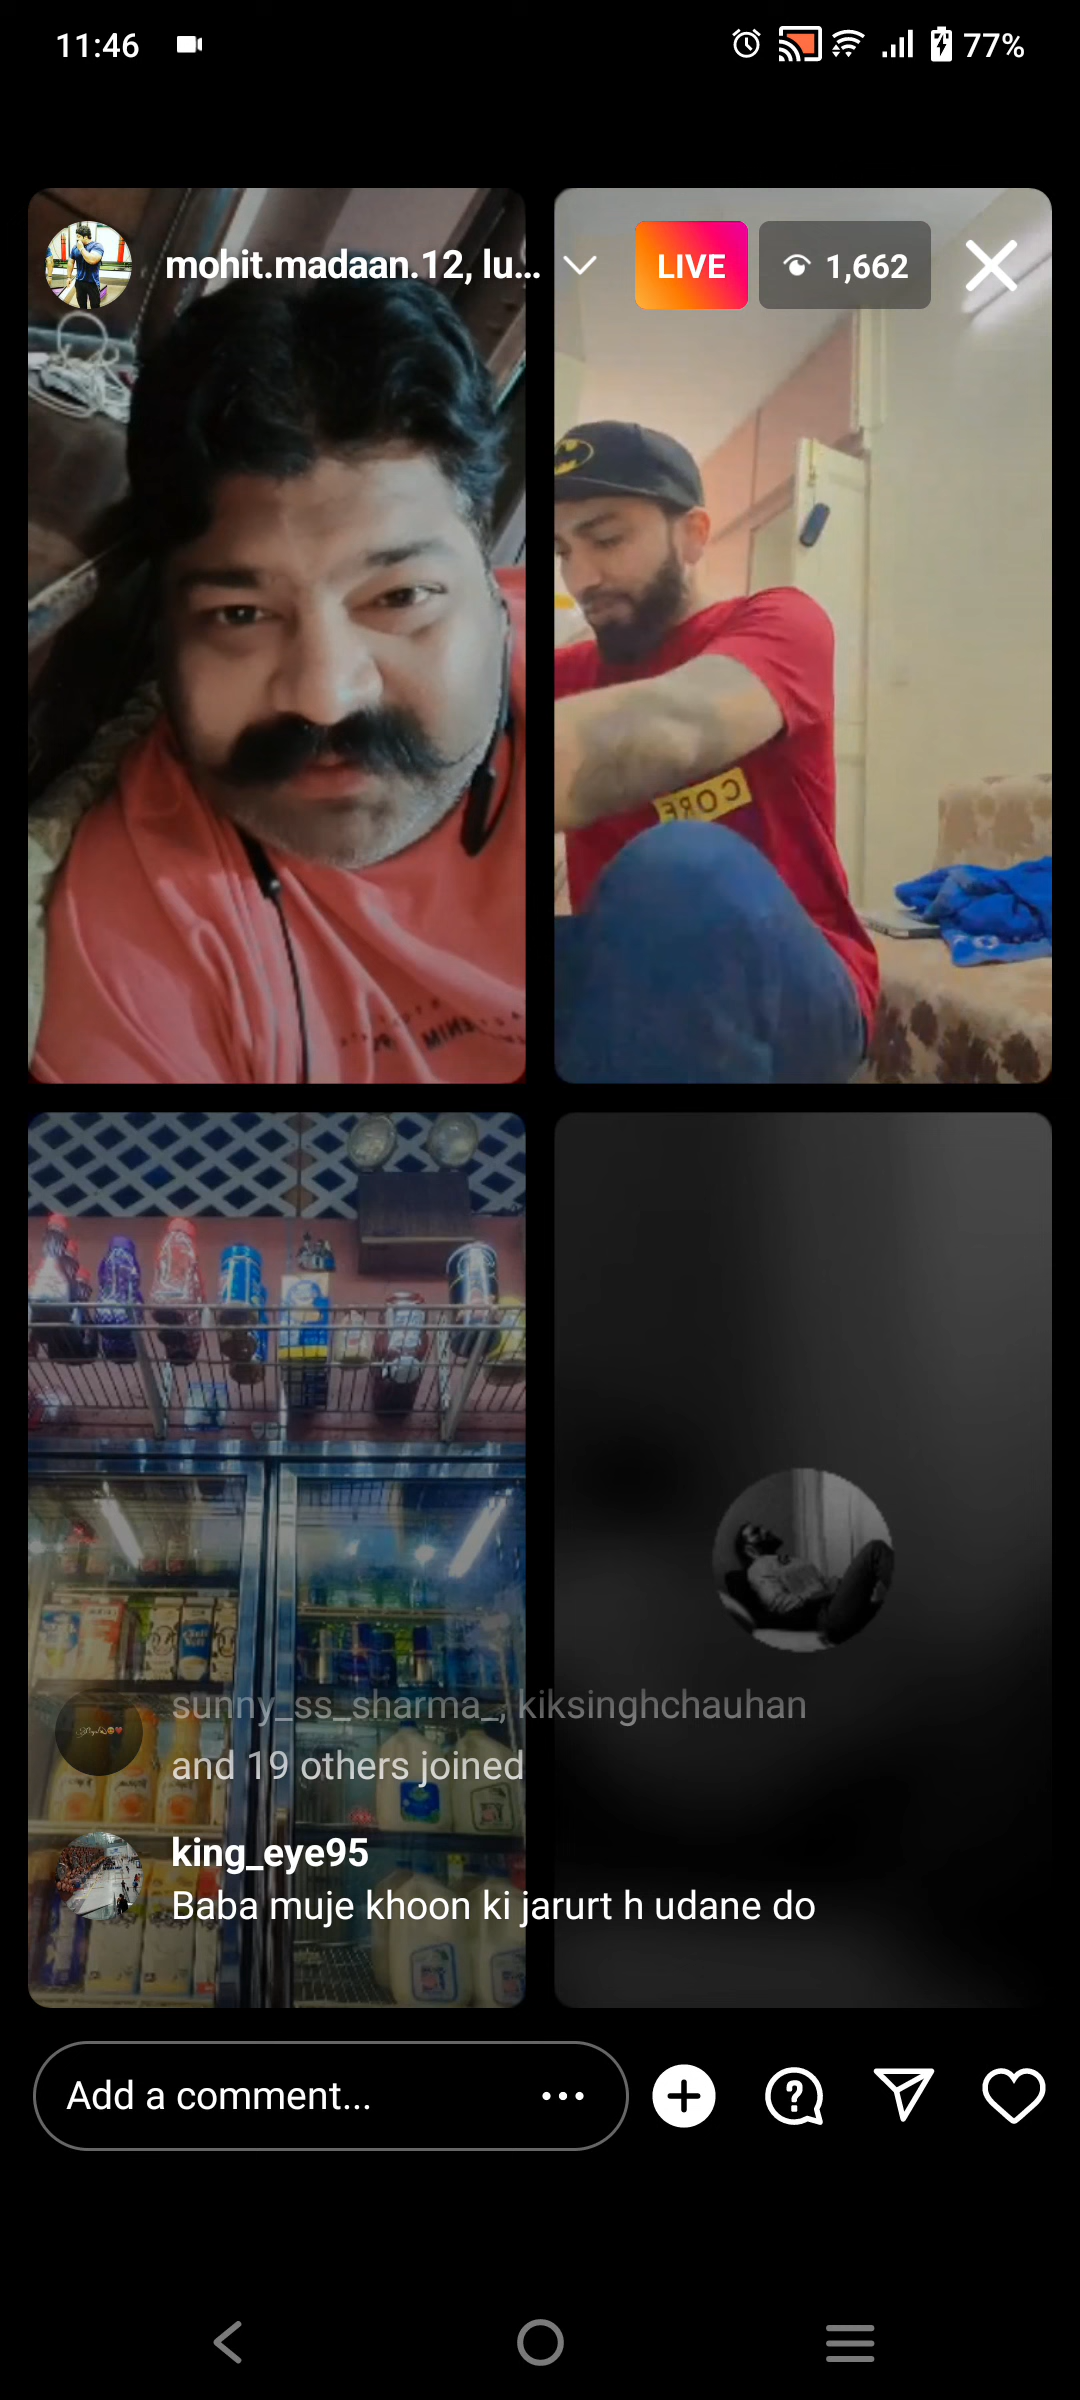 11:46
77%
mohit.madaan.12, lu...
LIVE
1,662
CORE
sunny_ss_sharma_, kiksinghchauhan
and 19 others joined
king_eye95
Baba muje khoon ki jarurt h udane do
Add a comment...